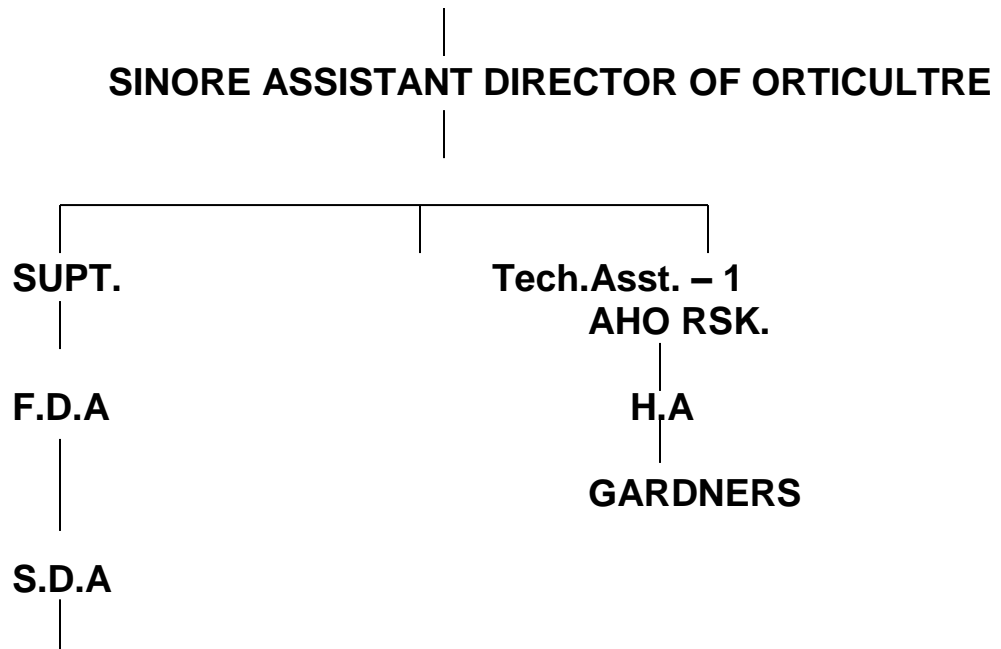 SINORE ASSISTANT DIRECTOR OF ORTICULTRE
SUPT.
Tech.Asst. – 1
AHO RSK.
F.D.A
H.A
GARDNERS
S.D.A